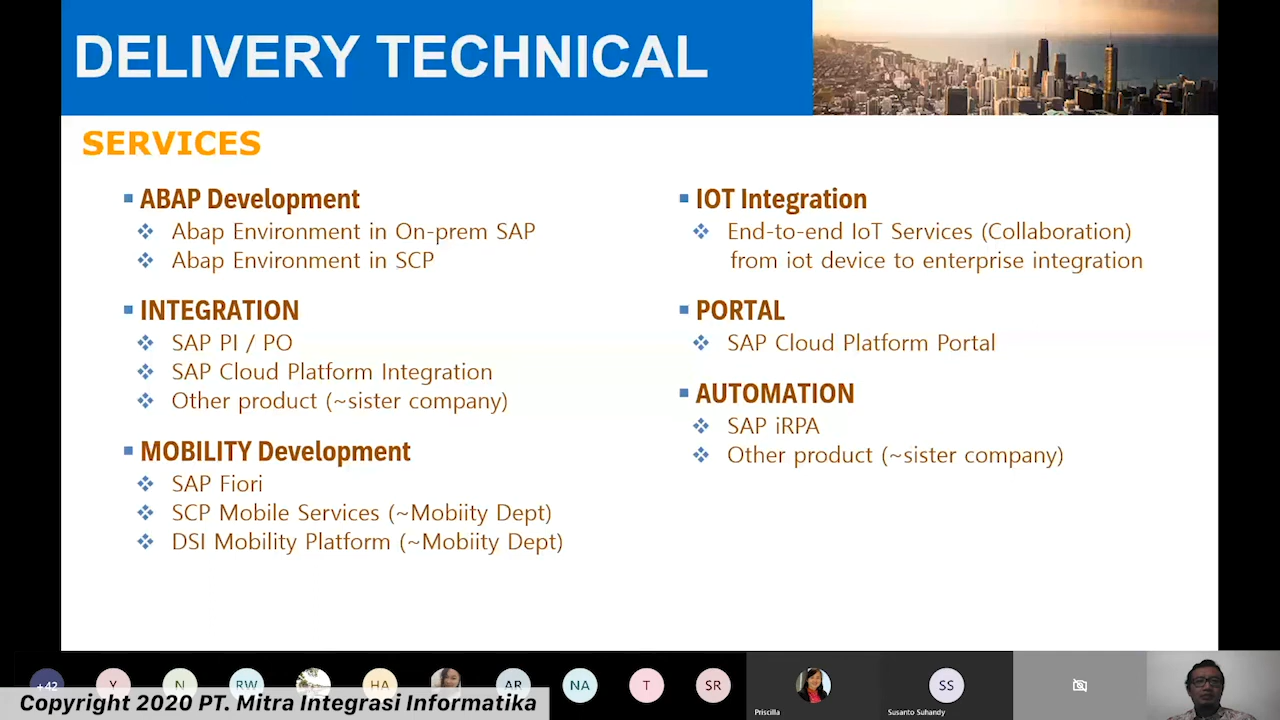 DELIVERY TECHNICAL
SERVICES
ABAP Development
Abap Environment in On-prem SAP
Abap Environment in SCP
INTEGRATION
SAP PI / PO
SAP Cloud Platform Integration
Other product (~sister company)
MOBILITY Development
SAP Fiori
SCP Mobile Services (~Mobiity Dept)
DSI Mobility Platform (~Mobiity Dept)
IOT Integration
End-to-end IoT Services (Collaboration)
from iot device to enterprise integration
PORTAL
SAP Cloud Platform Portal
AUTOMATION
SAP iRPA
Other product (~sister company)
+42
Y
N
RW
HA
AR
NA
T
SR
SS
Priscilla
Susanto Suhandy
Copyright 2020 PT. Mitra Integrasi Informatika